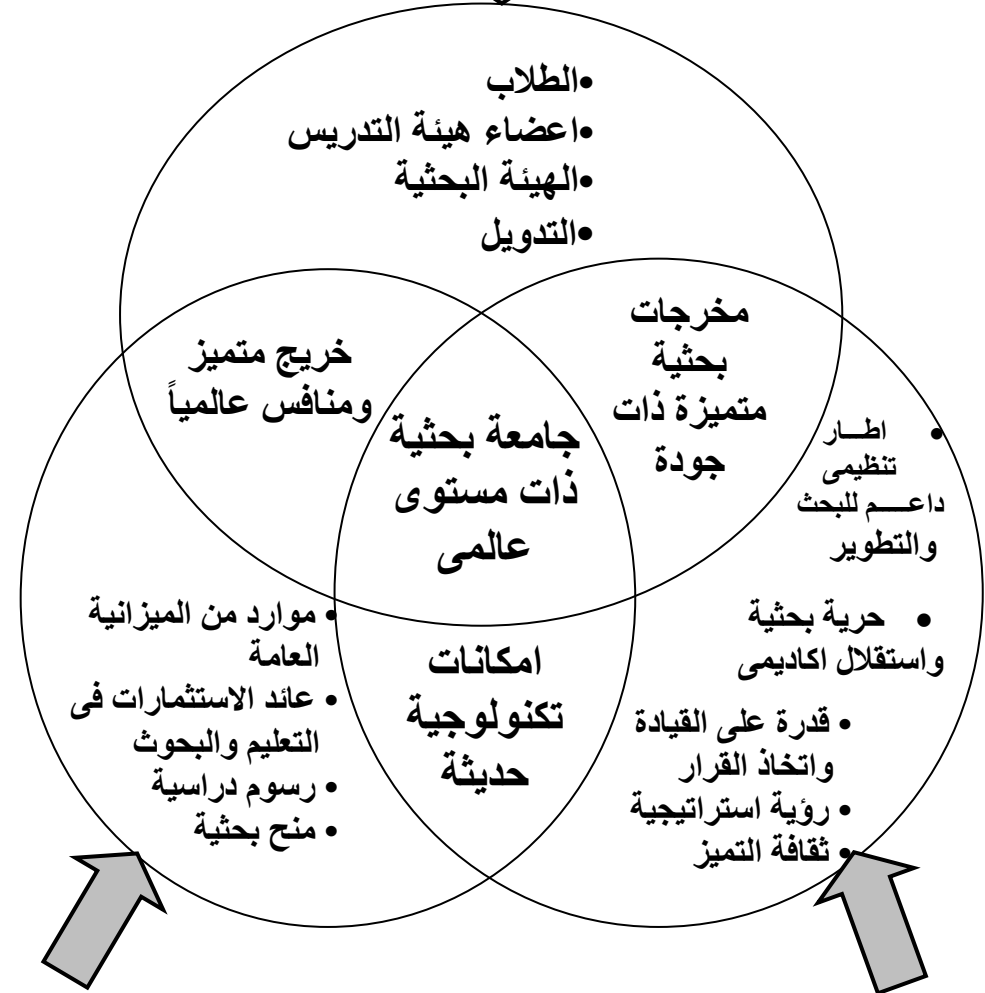 •الطلاب
•اعضاء هيئة التدريس
•الهيئة البحثية
•التدويل
مخرجات
بحثية
متميزة ذات
جودة
خريج متميز
ومنافس عالمياً
جامعة بحثية
ذات مستوى
عالمى
• اطـــار
تنظيمى
داعــــم للبحث
والتطوير
• حرية بحثية
واستقلال اكاديمى
• قدرة على القيادة
واتخاذ القرار
• رؤية استراتيجية
• ثقافة التميز
امكانات
تكنولوجية
حديثة
• موارد من الميزانية
العامة
• عائد الاستثمارات فى
التعليم والبحوث
• رسوم دراسية
• منح بحثية